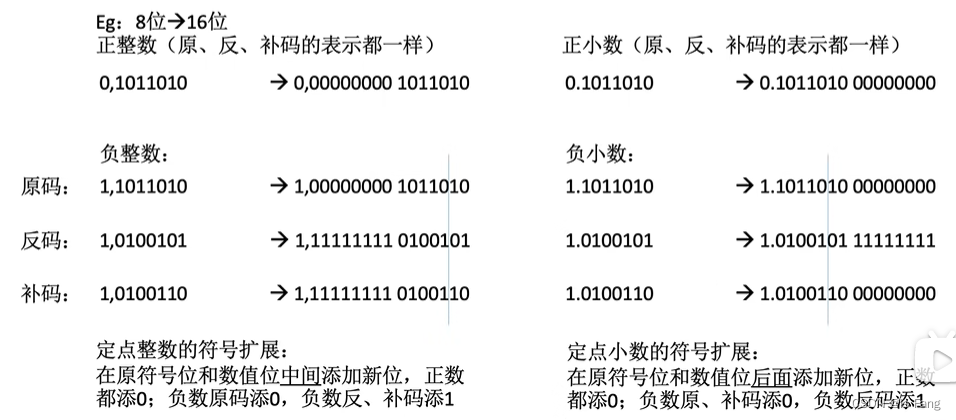 Eg：8位→16位
正整数（原、反、补码的表示都一样）
0,1011010 → 0,00000000 1011010
负整数：
原码： 1,1011010 → 1,00000000 1011010
反码： 1,0100101 → 1,11111111 0100101
补码： 1,0100110 → 1,11111111 0100110
定点整数的符号扩展：
在原符号位和数值位中间添加新位，正数
都添0；负数原码添0，负数反、补码添1
正小数（原、反、补码的表示都一样）
0.1011010 → 0.1011010 00000000
负小数：
1.1011010 → 1.1011010 00000000
1.0100101 → 1.0100101 11111111
1.0100110 → 1.0100110 00000000
定点小数的符号扩展：
在原符号位和数值位后面添加新位，正数
都添0；负数原、补码添0，负数反码添1